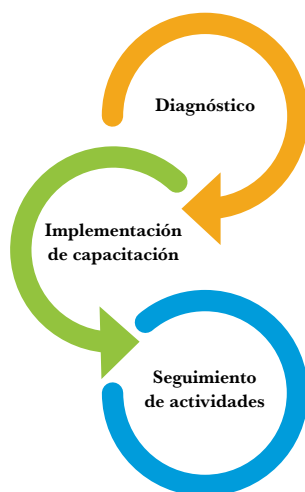 Diagnóstico
Implementación
de capacitación
Seguimiento
de actividades